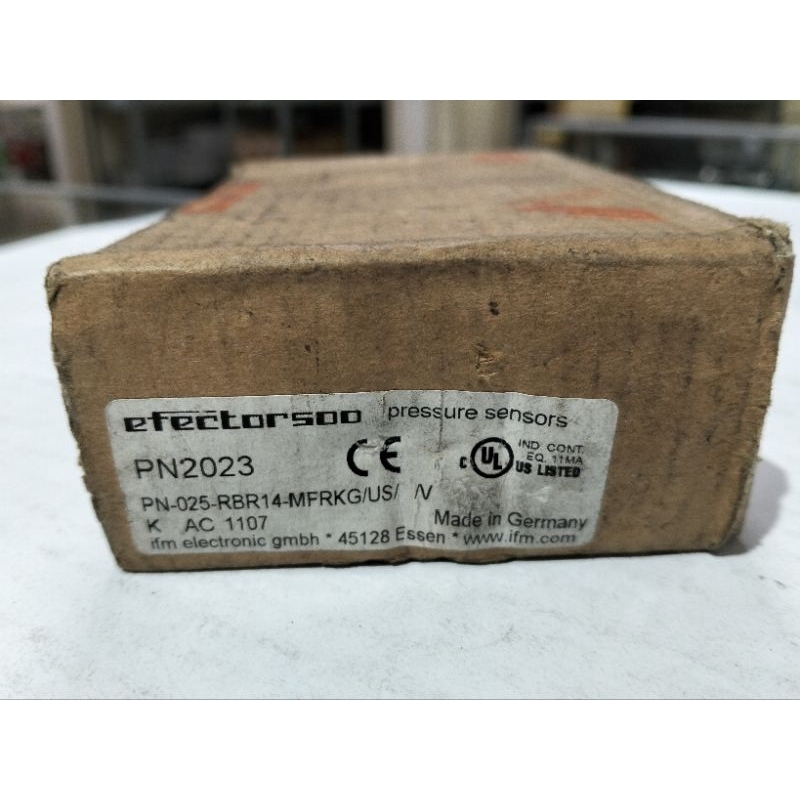 efector500 pressure sensors
PN2023
CE
C UL US LISTED
IND. CONT.
EQ. 11MA
PN-025-RBR14-MFRKG/US/ /V
K AC 1107
Made in Germany
ifm electronic gmbh * 45128 Essen * www.ifm.com